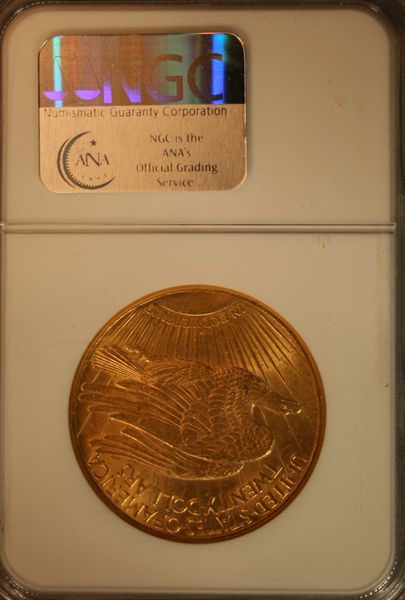 NGC
Numismatic Guaranty Corporation
ANA
NGC is the
ANA's
Official Grading
Service
IN·GOD·WE·TRUST
UNITED·STATES·OF·AMERICA
TWENTY·DOLLARS